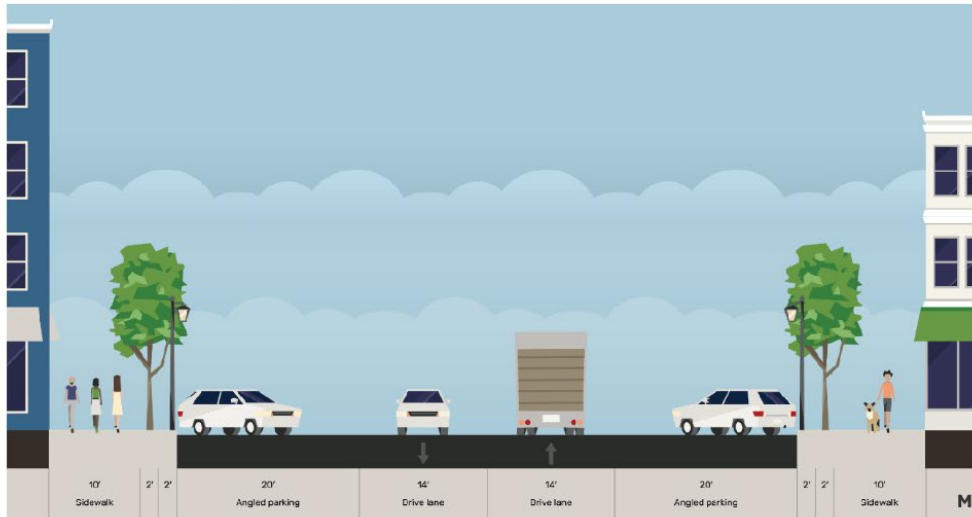 10' 2' 2' 20' 14' 14' 20' 2' 2' 10'
Sidewalk Angled parking Drive lane Drive lane Angled parking Sidewalk M